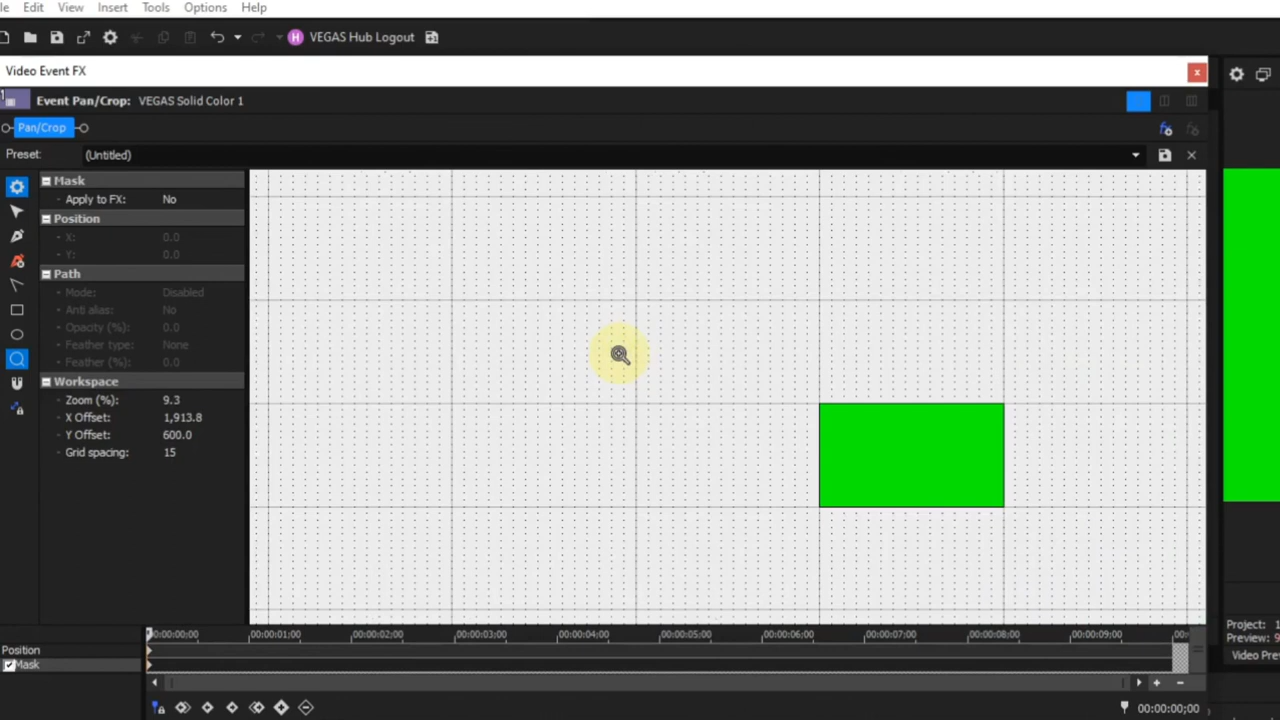 le Edit View Insert Tools Options Help
H VEGAS Hub Logout
Video Event FX x
Event Pan/Crop: VEGAS Solid Color 1
Pan/Crop
Preset: (Untitled)
Mask
Apply to FX: No
Position
X: 0.0
Y: 0.0
Path
Mode: Disabled
Anti alias: No
Opacity (%): 0.0
Feather type: None
Feather (%): 0.0
Workspace
Zoom (%): 9.3
X Offset: 1,913.8
Y Offset: 600.0
Grid spacing: 15
Project: 1
Preview: 9
Video Pre
00:00:00;00 00:00:01;00 00:00:02;00 00:00:03;00 00:00:04;00 00:00:05;00 00:00:06;00 00:00:07;00 00:00:08;00 00:00:09;00 00:
Position
Mask
00:00:00;00